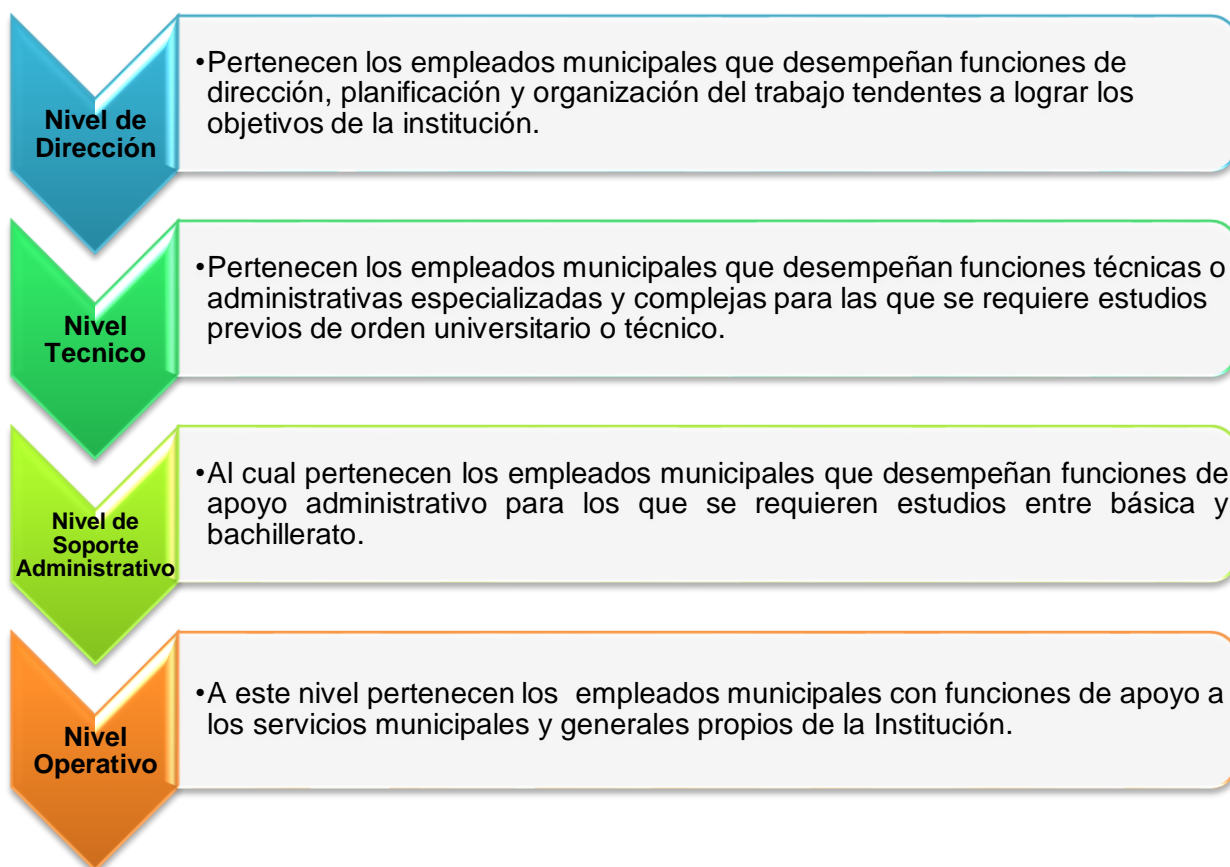 Nivel de
Dirección
•Pertenecen los empleados municipales que desempeñan funciones de
dirección, planificación y organización del trabajo tendentes a lograr los
objetivos de la institución.
Nivel
Tecnico
•Pertenecen los empleados municipales que desempeñan funciones técnicas o
administrativas especializadas y complejas para las que se requiere estudios
previos de orden universitario o técnico.
Nivel de
Soporte
Administrativo
•Al cual pertenecen los empleados municipales que desempeñan funciones de
apoyo administrativo para los que se requieren estudios entre básica y
bachillerato.
Nivel
Operativo
•A este nivel pertenecen los empleados municipales con funciones de apoyo a
los servicios municipales y generales propios de la Institución.